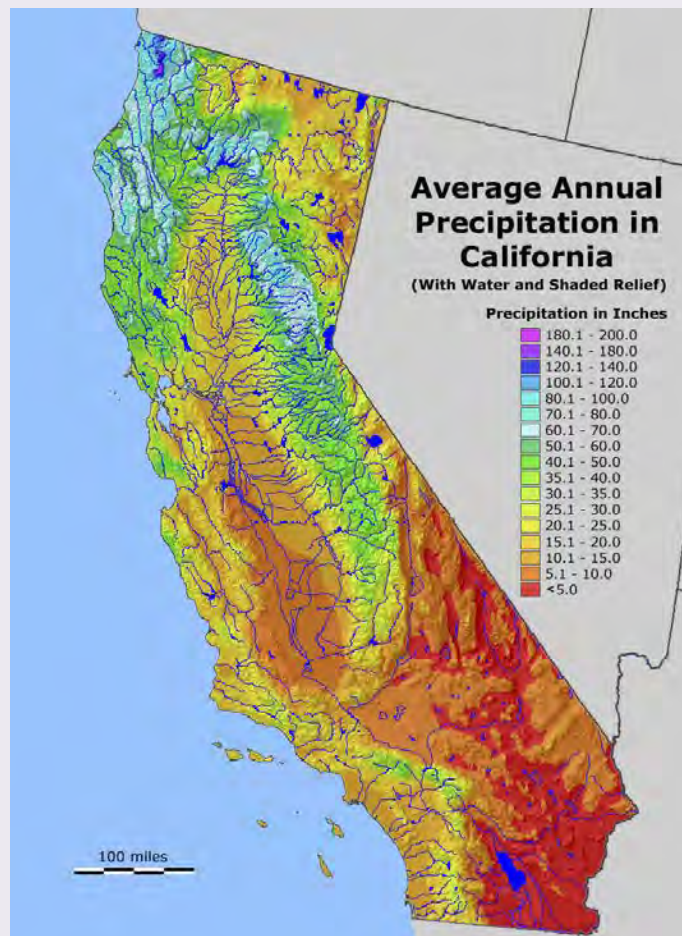 Average Annual
Precipitation in
California
(With Water and Shaded Relief)
Precipitation in Inches
180.1 - 200.0
140.1 - 180.0
120.1 - 140.0
100.1 - 120.0
80.1 - 100.0
70.1 - 80.0
60.1 - 70.0
50.1 - 60.0
40.1 - 50.0
35.1 - 40.0
30.1 - 35.0
25.1 - 30.0
20.1 - 25.0
15.1 - 20.0
10.1 - 15.0
5.1 - 10.0
<5.0
100 miles